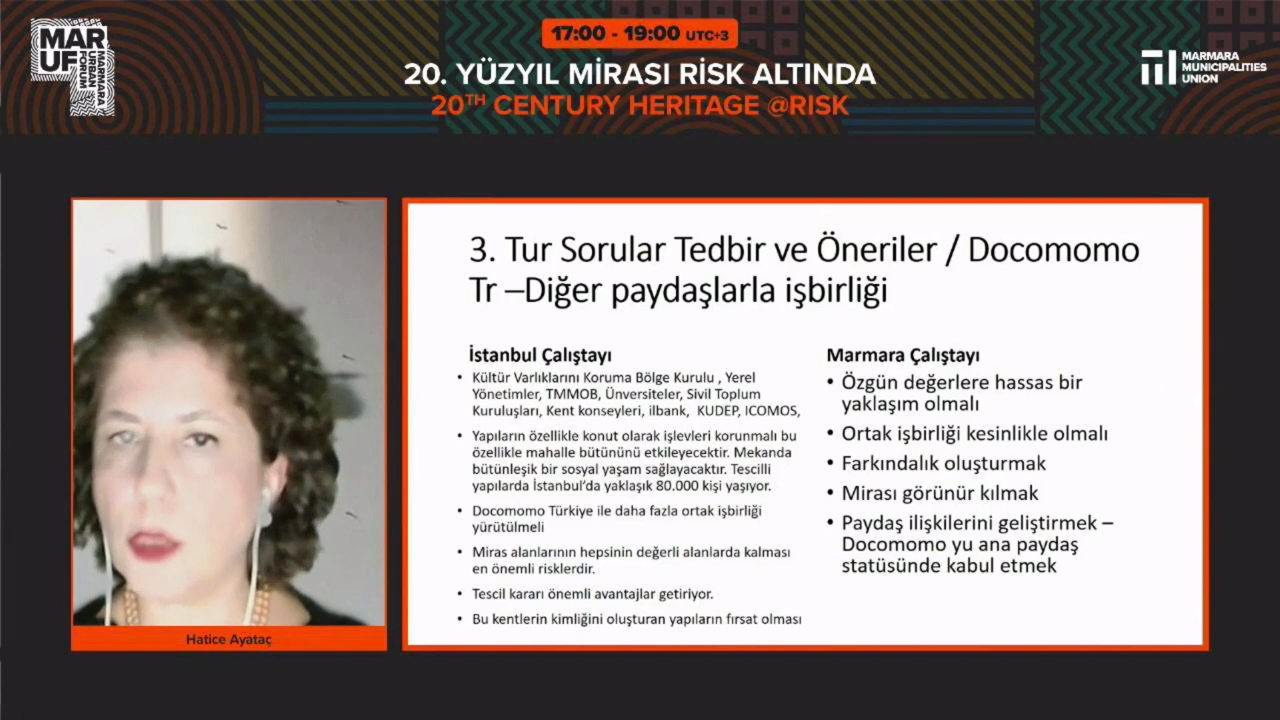 MAR
UF
MARMARA
URBAN
FORUM
17:00 - 19:00 UTC+3
20. YÜZYIL MİRASI RİSK ALTINDA
20TH CENTURY HERITAGE @RISK
MARMARA
MUNICIPALITIES
UNION
Hatice Ayataç
3. Tur Sorular Tedbir ve Öneriler / Docomomo
Tr –Diğer paydaşlarla işbirliği
İstanbul Çalıştayı
• Kültür Varlıklarını Koruma Bölge Kurulu , Yerel
Yönetimler, TMMOB, Ünversiteler, Sivil Toplum
Kuruluşları, Kent konseyleri, ilbank, KUDEP, ICOMOS,
• Yapıların özellikle konut olarak işlevleri korunmalı bu
özellikle mahalle bütününü etkileyecektir. Mekanda
bütünleşik bir sosyal yaşam sağlayacaktır. Tescilli
yapılarda İstanbul’da yaklaşık 80.000 kişi yaşıyor.
• Docomomo Türkiye ile daha fazla ortak işbirliği
yürütülmeli
• Miras alanlarının hepsinin değerli alanlarda kalması
en önemli risklerdir.
• Tescil kararı önemli avantajlar getiriyor.
• Bu kentlerin kimliğini oluşturan yapıların fırsat olması
Marmara Çalıştayı
• Özgün değerlere hassas bir
yaklaşım olmalı
• Ortak işbirliği kesinlikle olmalı
• Farkındalık oluşturmak
• Mirası görünür kılmak
• Paydaş ilişkilerini geliştirmek –
Docomomo yu ana paydaş
statüsünde kabul etmek